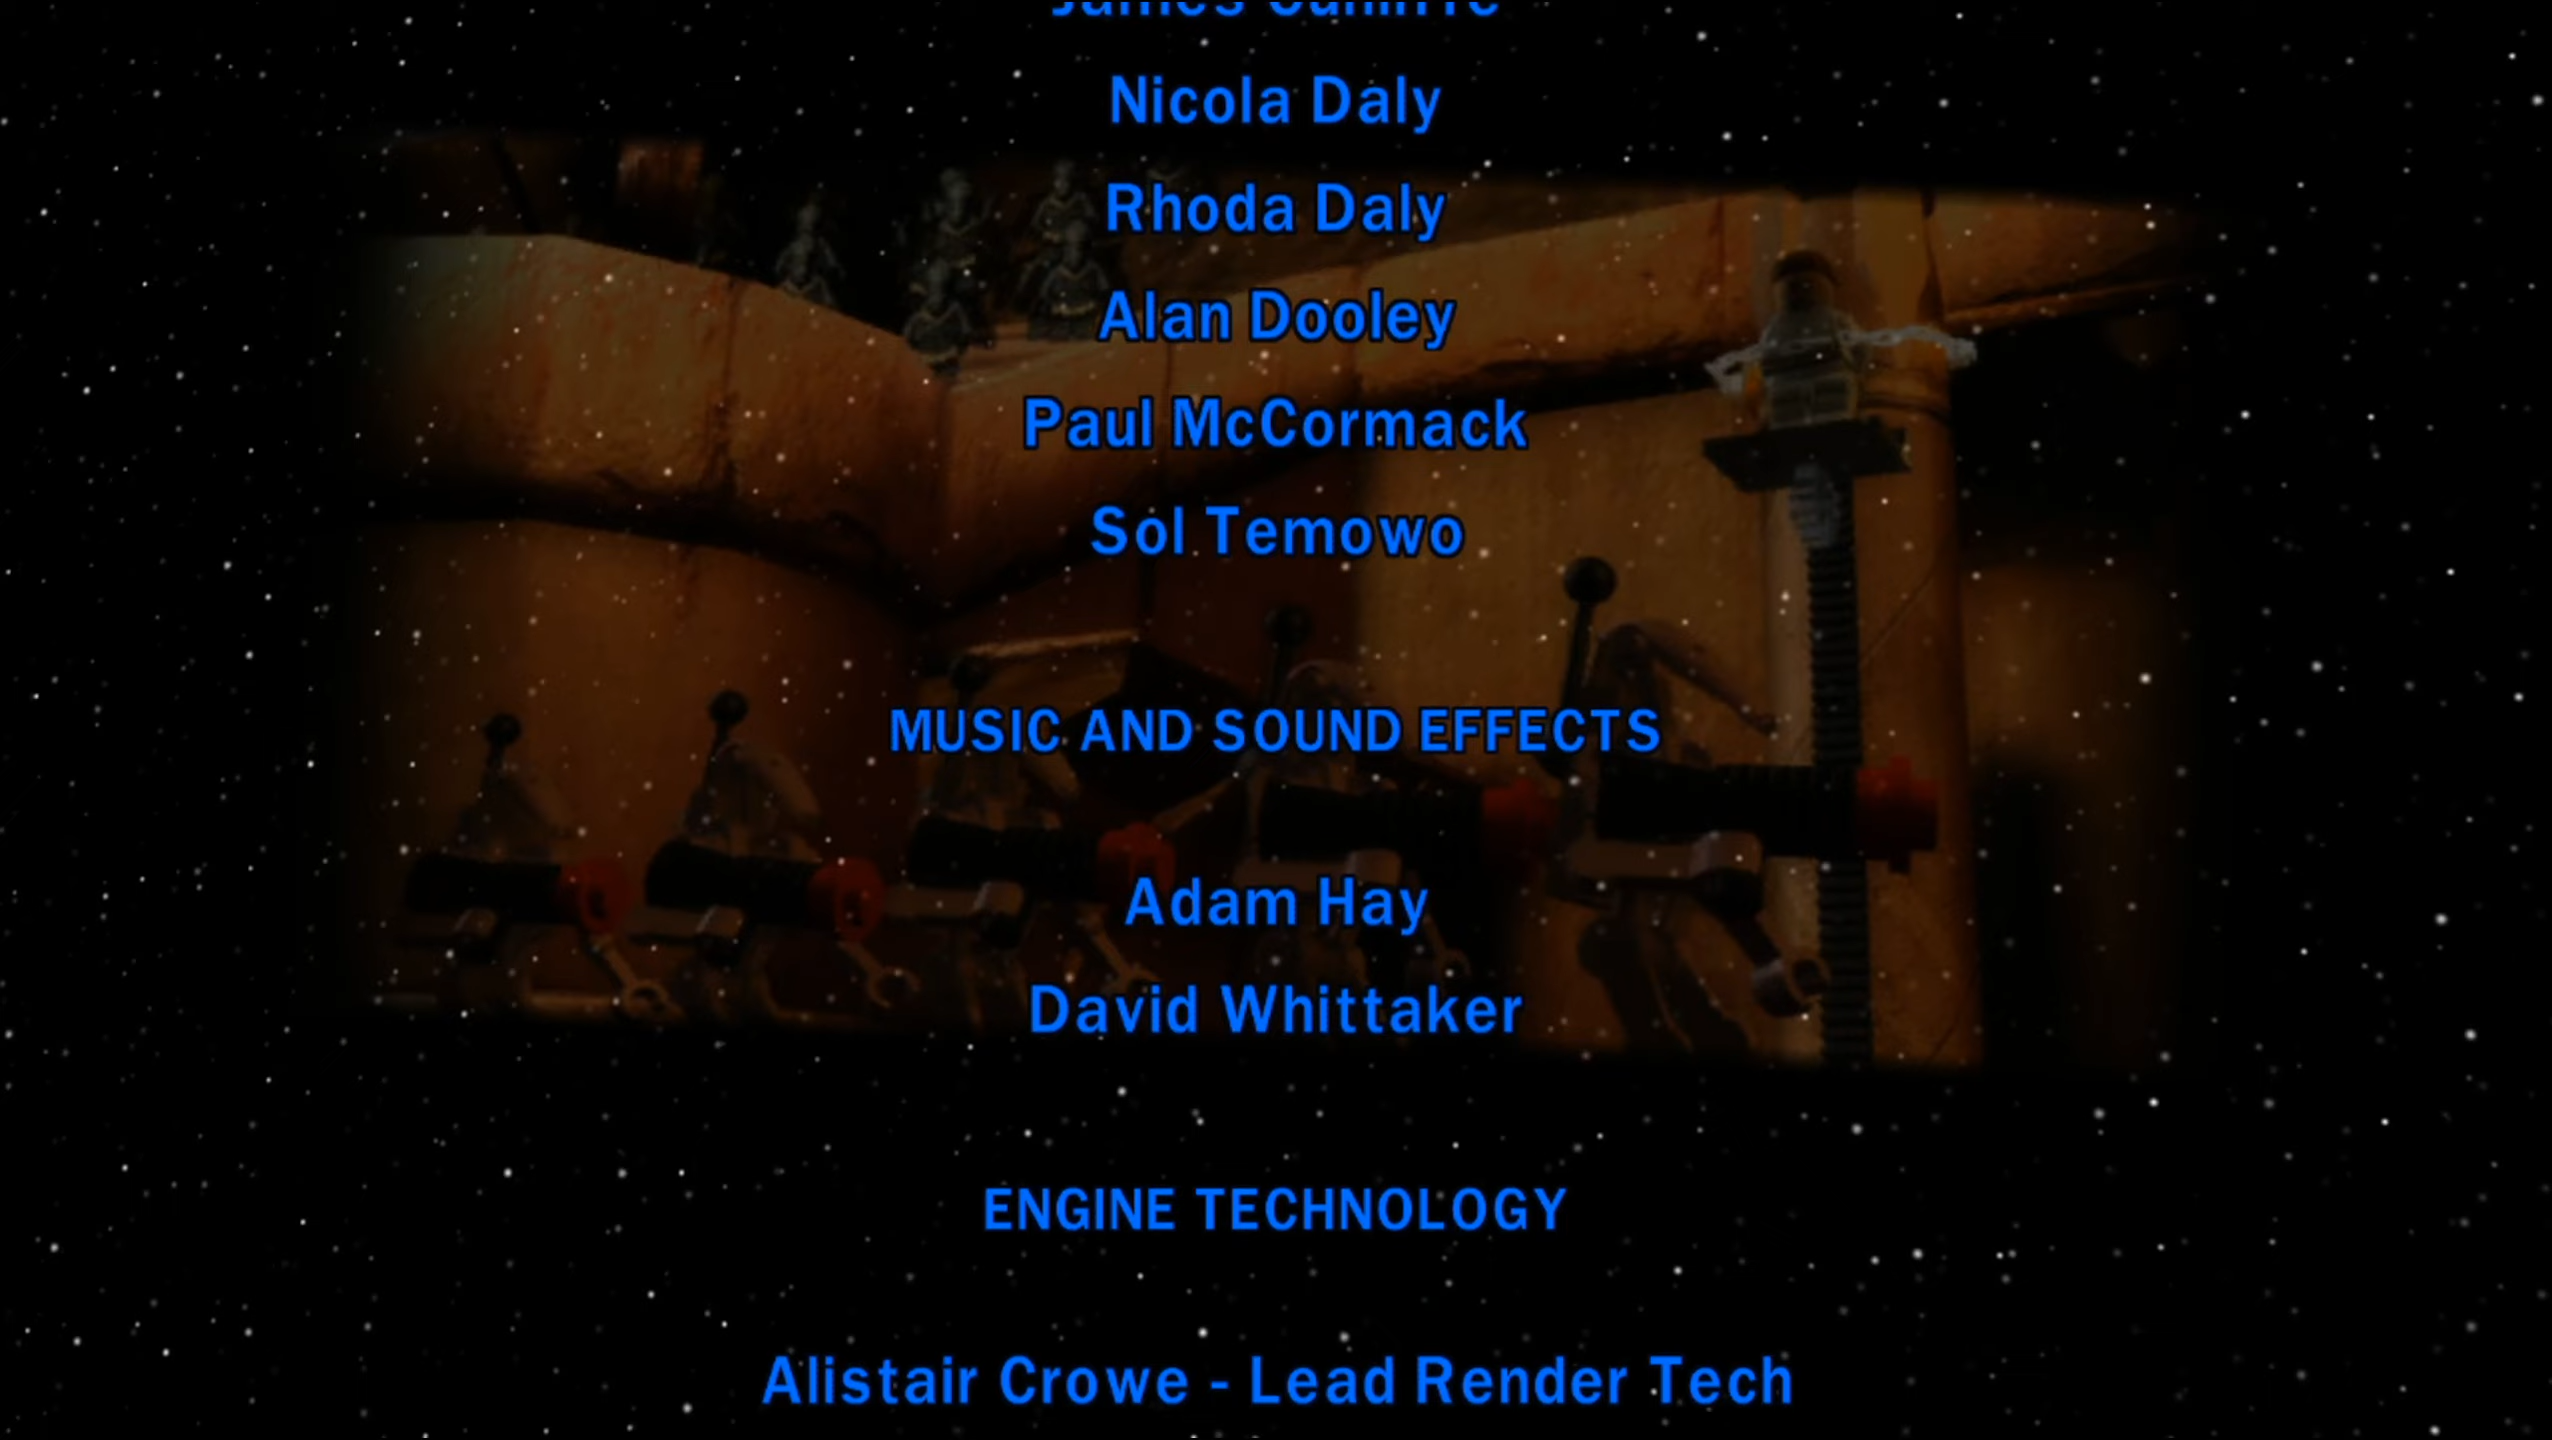 Nicola Daly
Rhoda Daly
Alan Dooley
Paul McCormack
Sol Temowo
MUSIC AND SOUND EFFECTS
Adam Hay
David Whittaker
ENGINE TECHNOLOGY
Alistair Crowe - Lead Render Tech